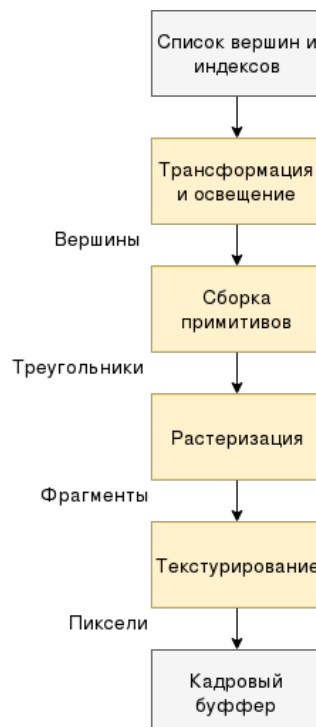 Список вершин и
индексов
Трансформация
и освещение
Вершины
Сборка
примитивов
Треугольники
Растеризация
Фрагменты
Текстурирование
Пиксели
Кадровый
буффер